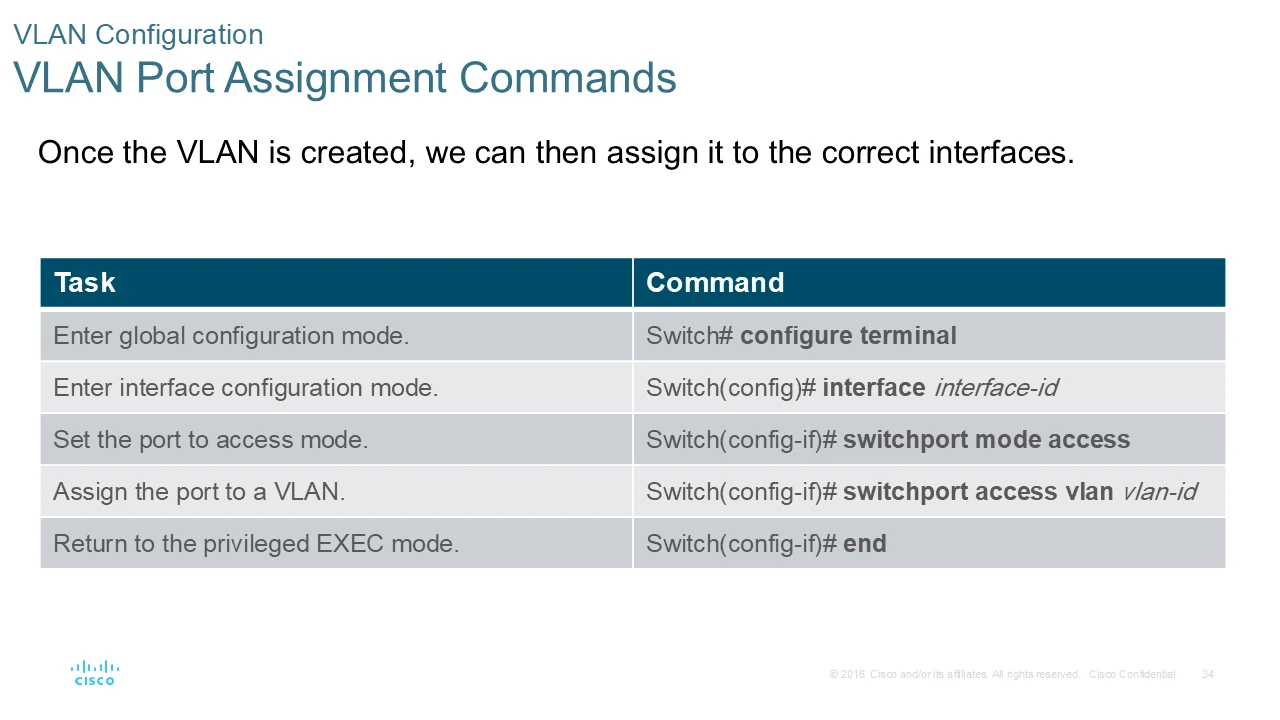 VLAN Configuration
VLAN Port Assignment Commands
Once the VLAN is created, we can then assign it to the correct interfaces.
Task Command
Enter global configuration mode. Switch# configure terminal
Enter interface configuration mode. Switch(config)# interface interface-id
Set the port to access mode. Switch(config-if)# switchport mode access
Assign the port to a VLAN. Switch(config-if)# switchport access vlan vlan-id
Return to the privileged EXEC mode. Switch(config-if)# end
CISCO
© 2016 Cisco and/or its affiliates. All rights reserved. Cisco Confidential 34